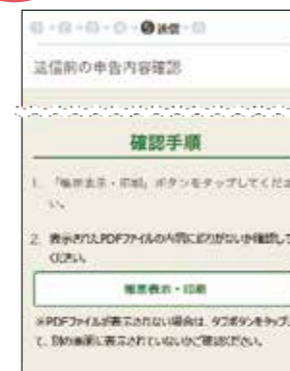 ⑤送信
送信前の申告内容確認
確認手順
1. 「帳票表示・印刷」ボタンをタップしてくださ
い。
2. 表示されたPDFファイルの内容に誤りがないか確認して
ください。
帳票表示・印刷
※PDFファイルが表示されない場合は、タブボタンをタップし
て、別の画面に表示されていないかご確認ください。